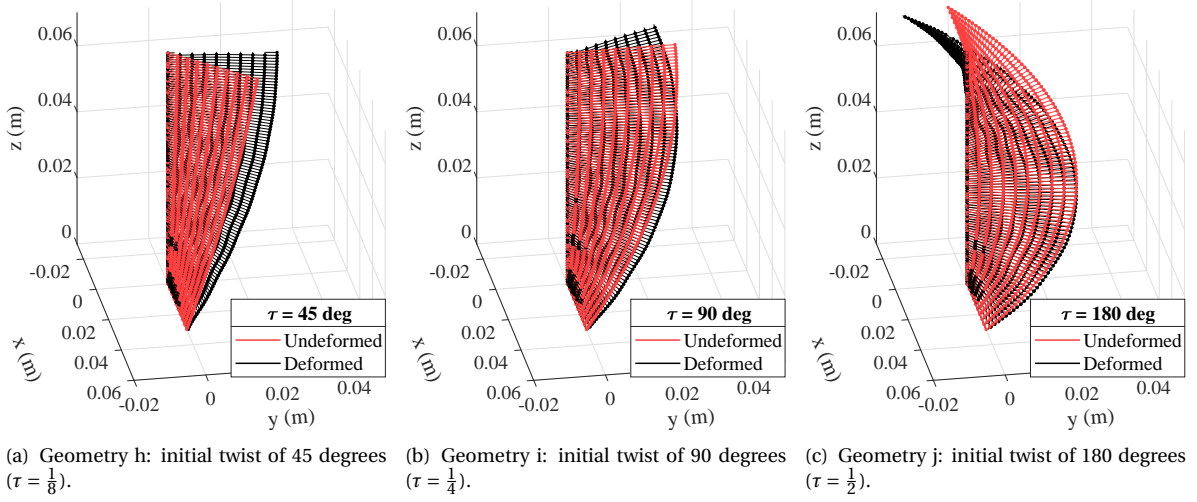 0.06
0.04
0.02
0
z (m)
-0.02
0
0.02
0.04
0.06
x (m)
-0.02
0
0.02
0.04
y (m)
τ = 45 deg
Undeformed
Deformed
0.06
0.04
0.02
0
z (m)
-0.02
0
0.02
0.04
0.06
x (m)
-0.02
0
0.02
0.04
y (m)
τ = 90 deg
Undeformed
Deformed
0.06
0.04
0.02
0
z (m)
-0.02
0
0.02
0.04
0.06
x (m)
-0.02
0
0.02
0.04
y (m)
τ = 180 deg
Undeformed
Deformed
(a) Geometry h: initial twist of 45 degrees
(τ = 1/8).
(b) Geometry i: initial twist of 90 degrees
(τ = 1/4).
(c) Geometry j: initial twist of 180 degrees
(τ = 1/2).